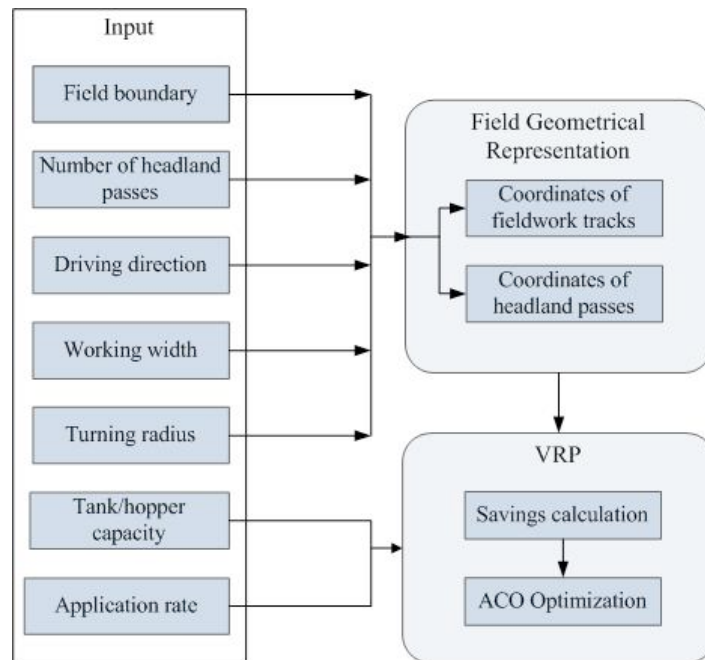 Input
Field boundary
Number of headland
passes
Driving direction
Working width
Turning radius
Tank/hopper
capacity
Application rate
Field Geometrical
Representation
Coordinates of
fieldwork tracks
Coordinates of
headland passes
VRP
Savings calculation
ACO Optimization